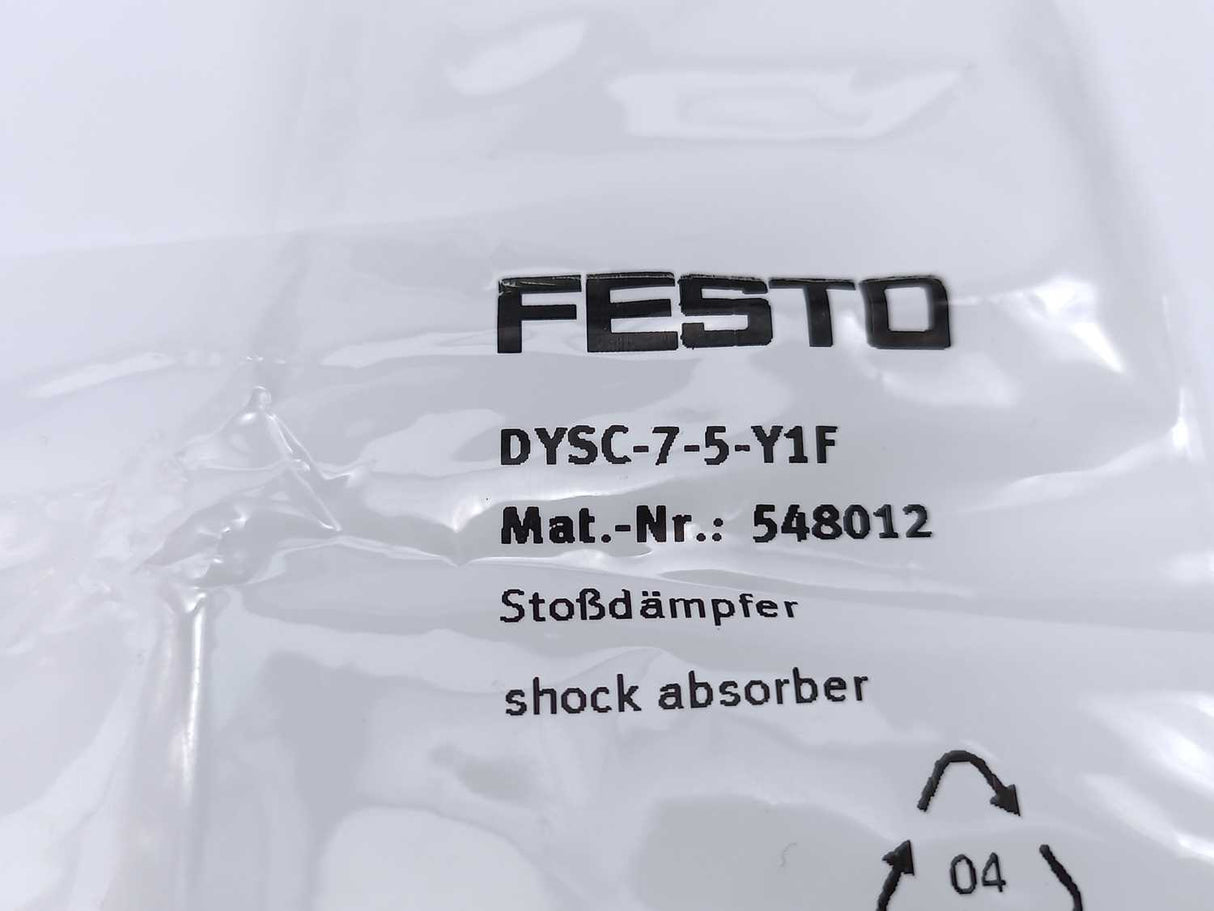 FESTO
DYSC-7-5-Y1F
Mat.-Nr.: 548012
Stoßdämpfer
shock absorber
04